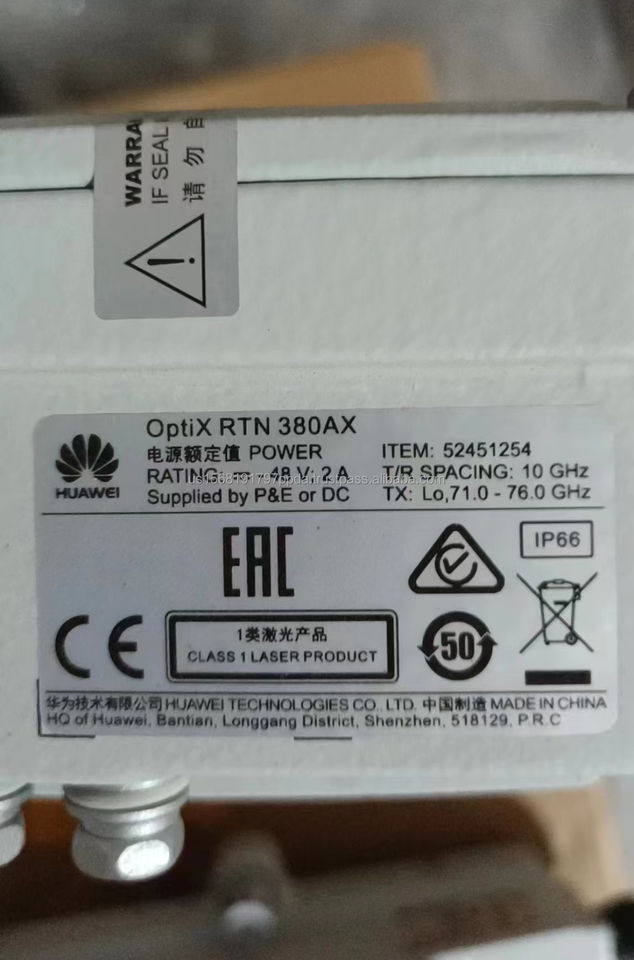 WARRA
IF SEAL
请 勿 自
OptiX RTN 380AX
电源额定值 POWER
RATING: -48 V; 2 A
Supplied by P&E or DC
ITEM: 52451254
T/R SPACING: 10 GHz
TX: Lo,71.0 - 76.0 GHz
HUAWEI
EAC
IP66
CE
1类激光产品
CLASS 1 LASER PRODUCT
50
华为技术有限公司 HUAWEI TECHNOLOGIES CO., LTD. 中国制造 MADE IN CHINA
HQ of Huawei, Bantian, Longgang District, Shenzhen, 518129, P.R.C